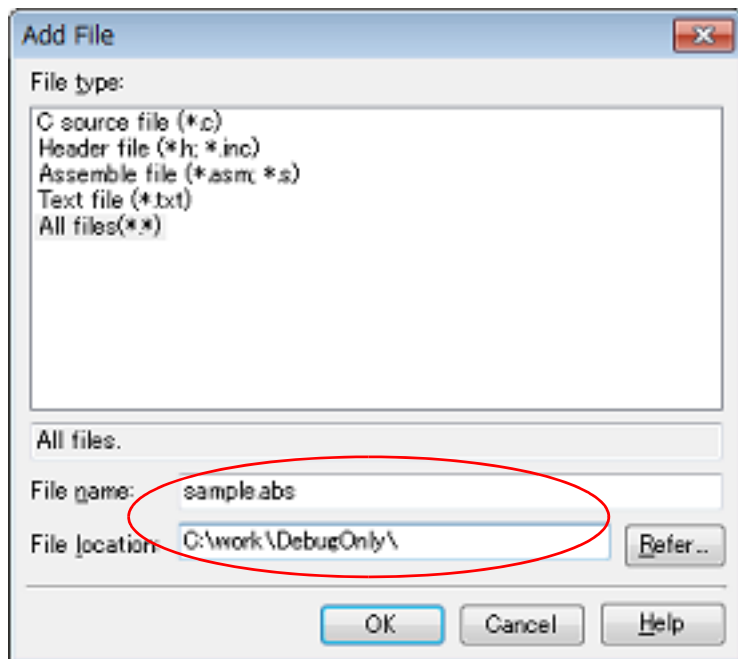 Add File
File type:
C source file (*.c)
Header file (*.h; *.inc)
Assemble file (*.asm; *.s)
Text file (*.txt)
All files(*.*)
All files.
File name: sample.abs
File location: C:\work\DebugOnly\ Refer...
OK Cancel Help